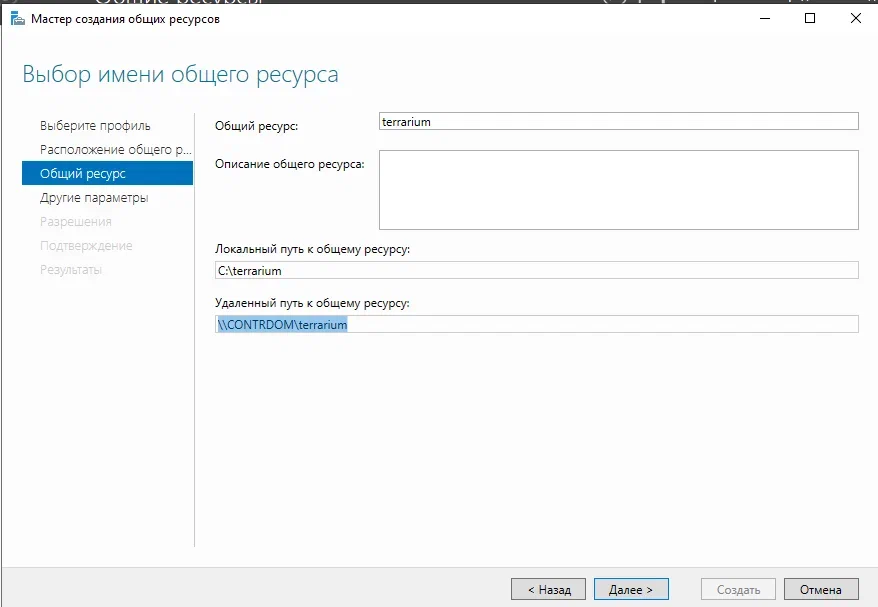 Мастер создания общих ресурсов
Выбор имени общего ресурса
Выберите профиль
Расположение общего р...
Общий ресурс
Другие параметры
Разрешения
Подтверждение
Результаты
Общий ресурс:
terrarium
Описание общего ресурса:
Локальный путь к общему ресурсу:
C:\terrarium
Удаленный путь к общему ресурсу:
\\CONTRDOM\terrarium
< Назад
Далее >
Создать
Отмена